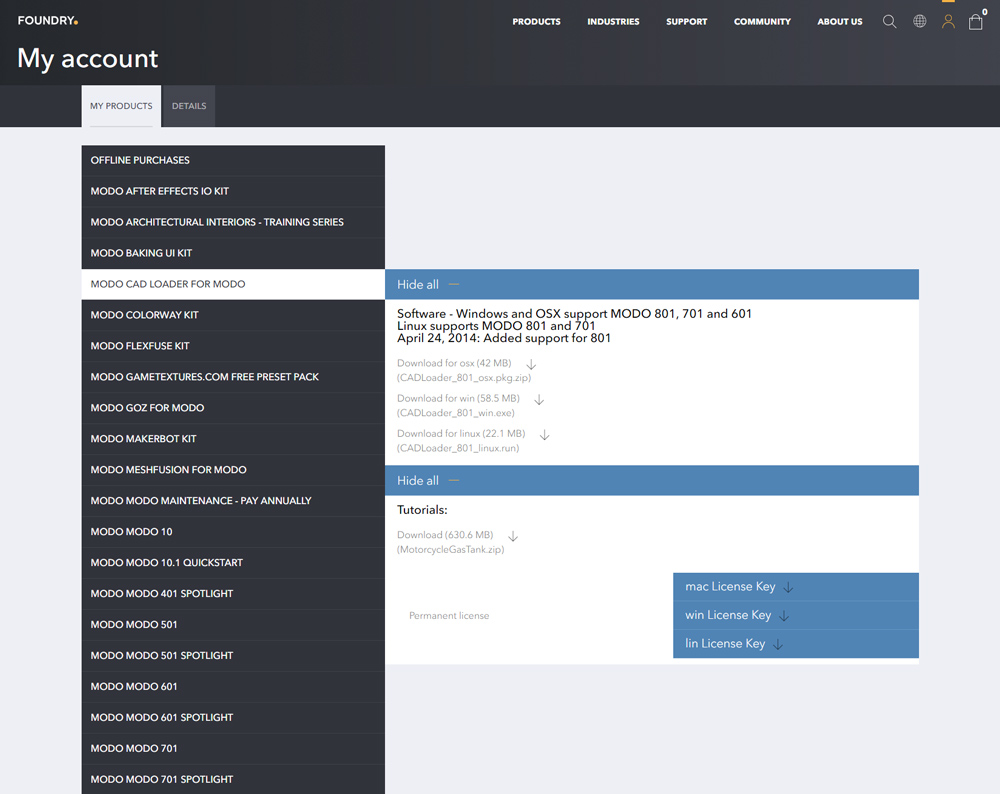 FOUNDRY.
PRODUCTS INDUSTRIES SUPPORT COMMUNITY ABOUT US 0
My account
MY PRODUCTS DETAILS
OFFLINE PURCHASES
MODO AFTER EFFECTS IO KIT
MODO ARCHITECTURAL INTERIORS - TRAINING SERIES
MODO BAKING UI KIT
MODO CAD LOADER FOR MODO
MODO COLORWAY KIT
MODO FLEXFUSE KIT
MODO GAMETEXTURES.COM FREE PRESET PACK
MODO GOZ FOR MODO
MODO MAKERBOT KIT
MODO MESHFUSION FOR MODO
MODO MODO MAINTENANCE - PAY ANNUALLY
MODO MODO 10
MODO MODO 10.1 QUICKSTART
MODO MODO 401 SPOTLIGHT
MODO MODO 501
MODO MODO 501 SPOTLIGHT
MODO MODO 601
MODO MODO 601 SPOTLIGHT
MODO MODO 701
MODO MODO 701 SPOTLIGHT
Hide all
Software - Windows and OSX support MODO 801, 701 and 601
Linux supports MODO 801 and 701
April 24, 2014: Added support for 801
Download for osx (42 MB)
(CADLoader_801_osx.pkg.zip)
Download for win (58.5 MB)
(CADLoader_801_win.exe)
Download for linux (22.1 MB)
(CADLoader_801_linux.run)
Hide all
Tutorials:
Download (630.6 MB)
(MotorcycleGasTank.zip)
Permanent license
mac License Key
win License Key
lin License Key